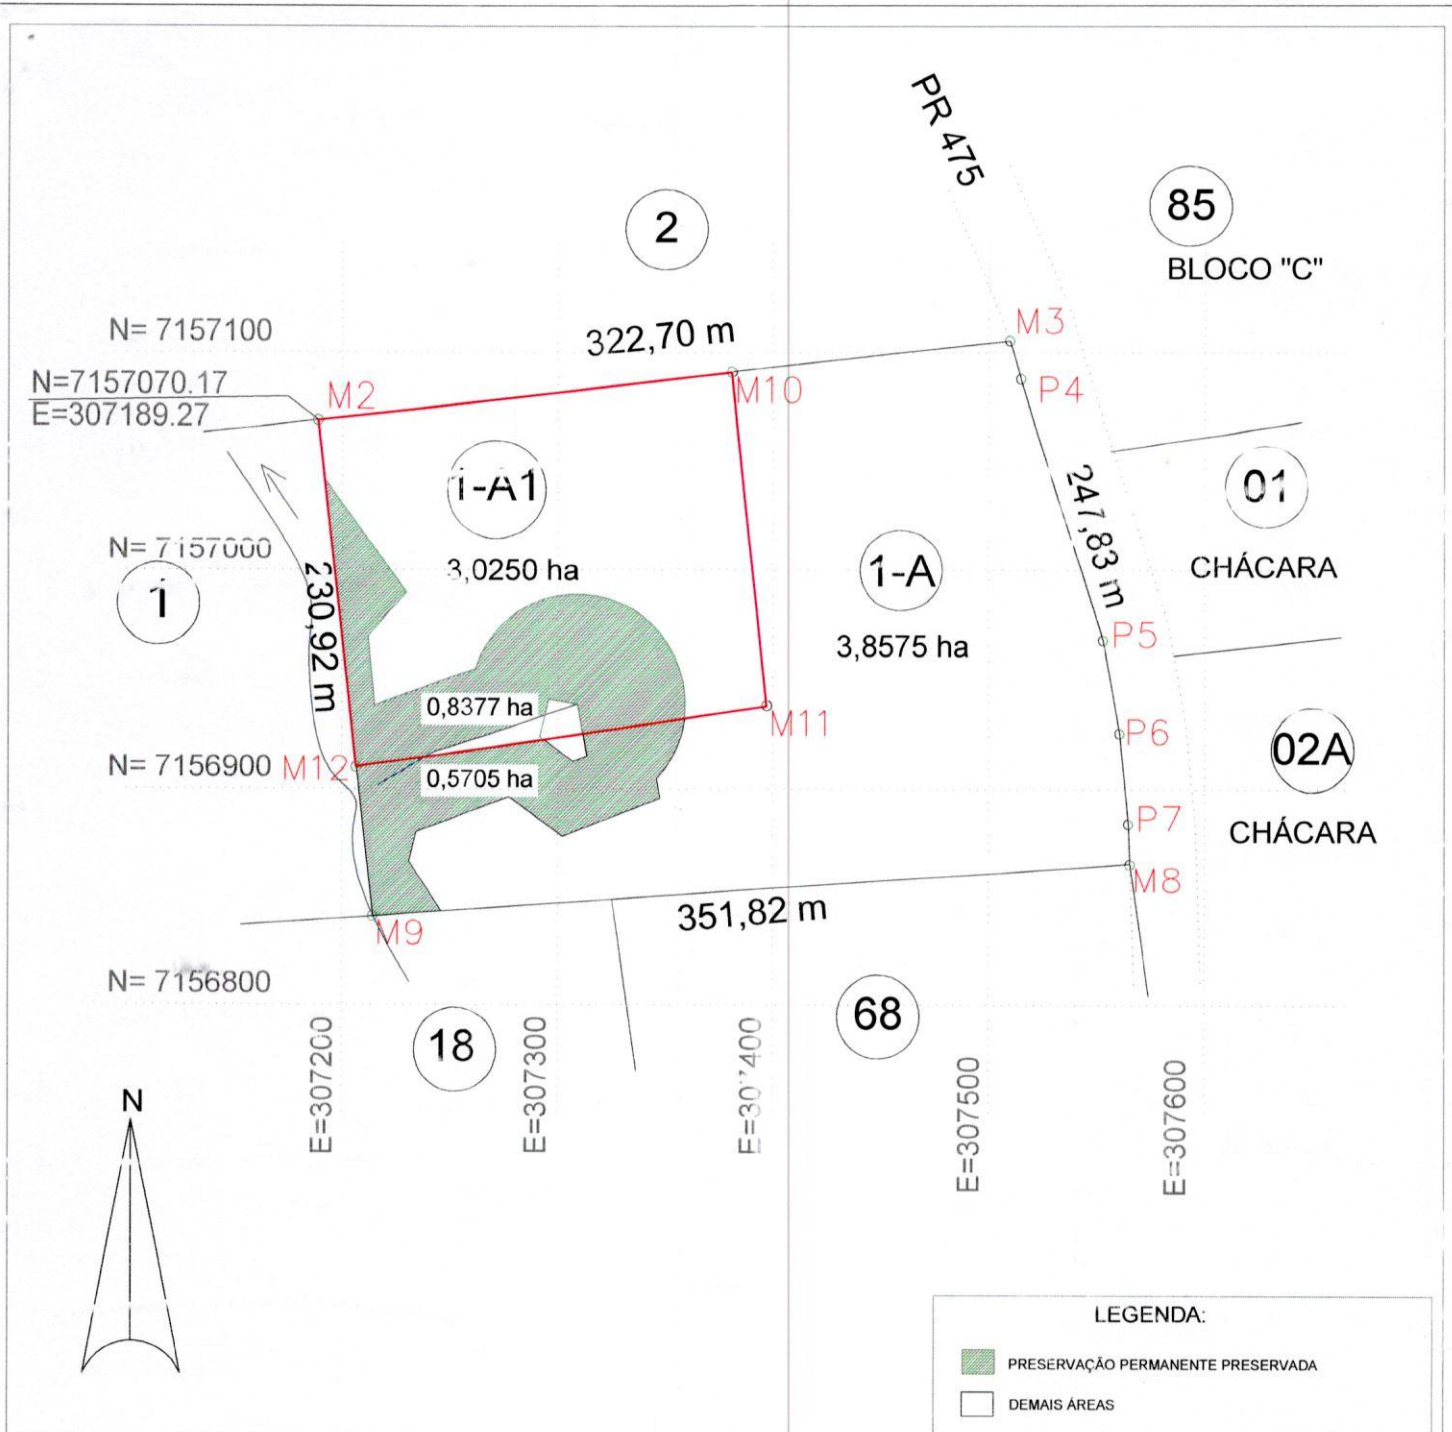 PR 475
85
BLOCO "C"
2
N= 7157100
322,70 m
M3
N=7157070.17
E=307189.27
M2
M10
P4
1-A1
247,83 m
01
N= 7157000
3,0250 ha
1-A
CHÁCARA
1
230,92 m
3,8575 ha
P5
0,8377 ha
M11
P6
02A
N= 7156900
M12
0,5705 ha
P7
CHÁCARA
M8
351,82 m
M9
N= 7156800
18
68
E=307200
E=307300
E=307400
E=307500
E=307600
N
LEGENDA:
PRESERVAÇÃO PERMANENTE PRESERVADA
DEMAIS ÁREAS